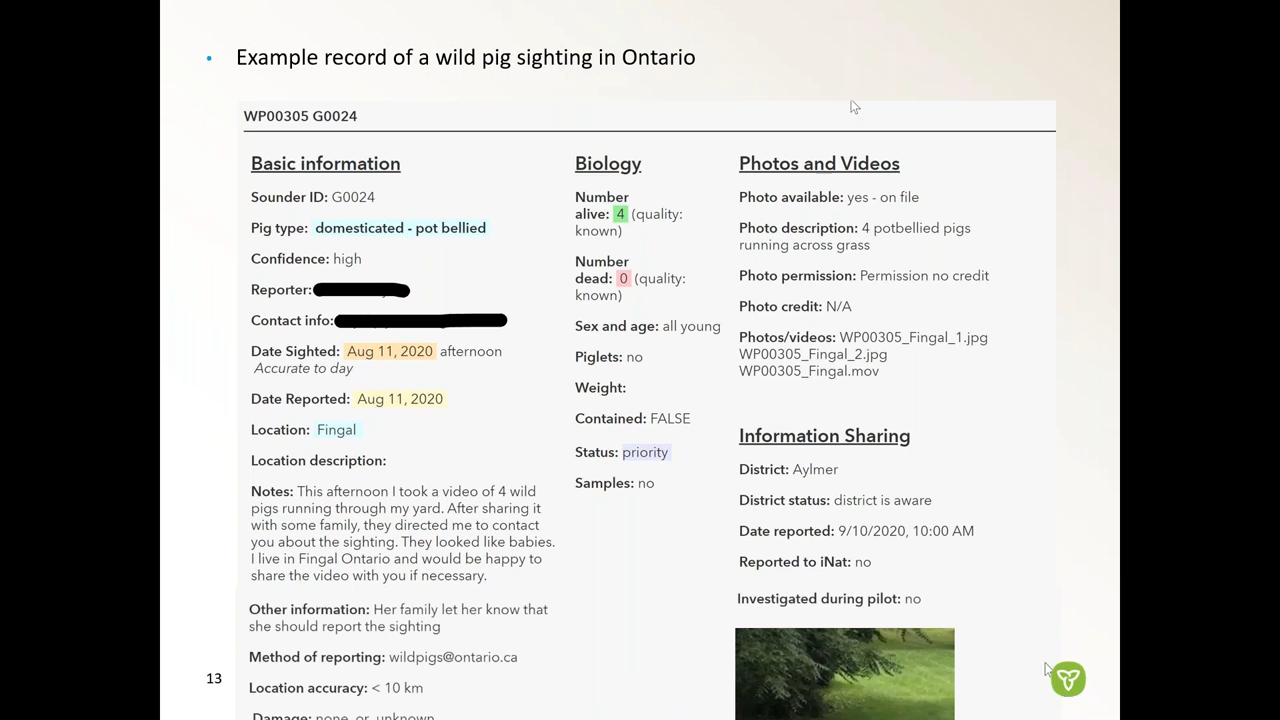 • Example record of a wild pig sighting in Ontario
WP00305 G0024
Basic information
Sounder ID: G0024
Pig type: domesticated - pot bellied
Confidence: high
Reporter:
Contact info:
Date Sighted: Aug 11, 2020 afternoon
Accurate to day
Date Reported: Aug 11, 2020
Location: Fingal
Location description:
Notes: This afternoon I took a video of 4 wild
pigs running through my yard. After sharing it
with some family, they directed me to contact
you about the sighting. They looked like babies.
I live in Fingal Ontario and would be happy to
share the video with you if necessary.
Other information: Her family let her know that
she should report the sighting
Method of reporting: wildpigs@ontario.ca
Location accuracy: < 10 km
Damage: none, or, unknown
Biology
Number
alive: 4 (quality:
known)
Number
dead: 0 (quality:
known)
Sex and age: all young
Piglets: no
Weight:
Contained: FALSE
Status: priority
Samples: no
Photos and Videos
Photo available: yes - on file
Photo description: 4 potbellied pigs
running across grass
Photo permission: Permission no credit
Photo credit: N/A
Photos/videos: WP00305_Fingal_1.jpg
WP00305_Fingal_2.jpg
WP00305_Fingal.mov
Information Sharing
District: Aylmer
District status: district is aware
Date reported: 9/10/2020, 10:00 AM
Reported to iNat: no
Investigated during pilot: no
13